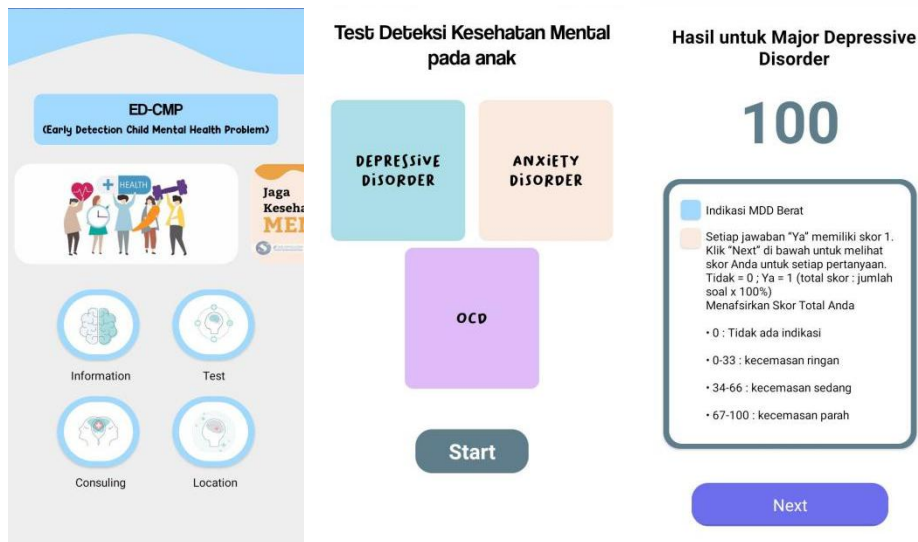 ED-CMP
(Early Detection Child Mental Health Problem)
HEALTH
Jaga
Keseha
ME
Information
Test
Consuling
Location
Test Deteksi Kesehatan Mental
pada anak
DEPRESSIVE
DISORDER
ANXIETY
DISORDER
OCD
Start
Hasil untuk Major Depressive
Disorder
100
Indikasi MDD Berat
Setiap jawaban "Ya" memiliki skor 1.
Klik "Next" di bawah untuk melihat
skor Anda untuk setiap pertanyaan.
Tidak = 0 ; Ya = 1 (total skor : jumlah
soal x 100%)
Menafsirkan Skor Total Anda
• 0 : Tidak ada indikasi
• 0-33 : kecemasan ringan
• 34-66 : kecemasan sedang
• 67-100 : kecemasan parah
Next